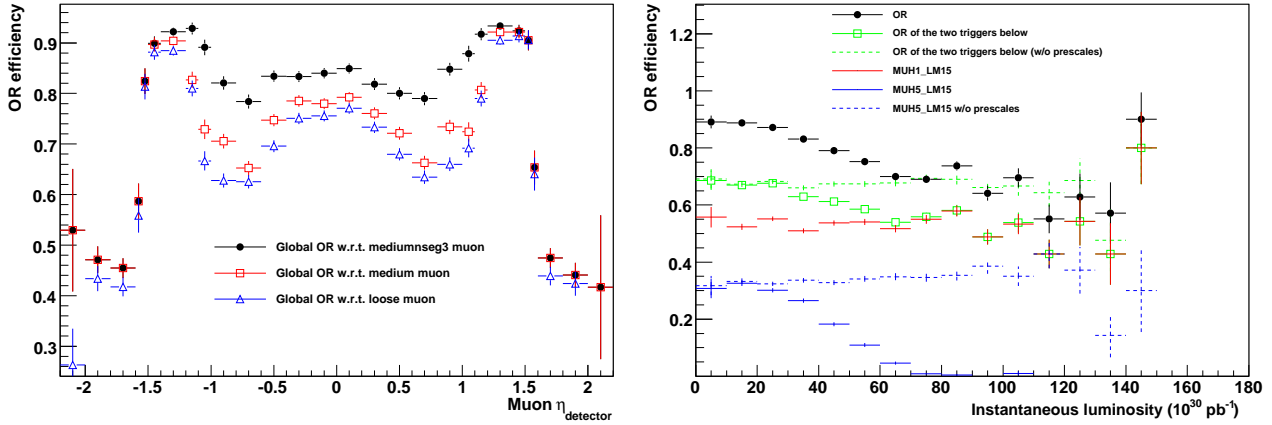 OR efficiency
0.9
0.8
0.7
0.6
0.5
0.4
0.3
Global OR w.r.t. mediumnseg3 muon
Global OR w.r.t. medium muon
Global OR w.r.t. loose muon
-2 -1.5 -1 -0.5 0 0.5 1 1.5 2
Muon η_detector
OR efficiency
1.2
1
0.8
0.6
0.4
0.2
OR
OR of the two triggers below
OR of the two triggers below (w/o prescales)
MUH1_LM15
MUH5_LM15
MUH5_LM15 w/o prescales
0 20 40 60 80 100 120 140 160 180
Instantaneous luminosity (10³⁰ pb⁻¹)